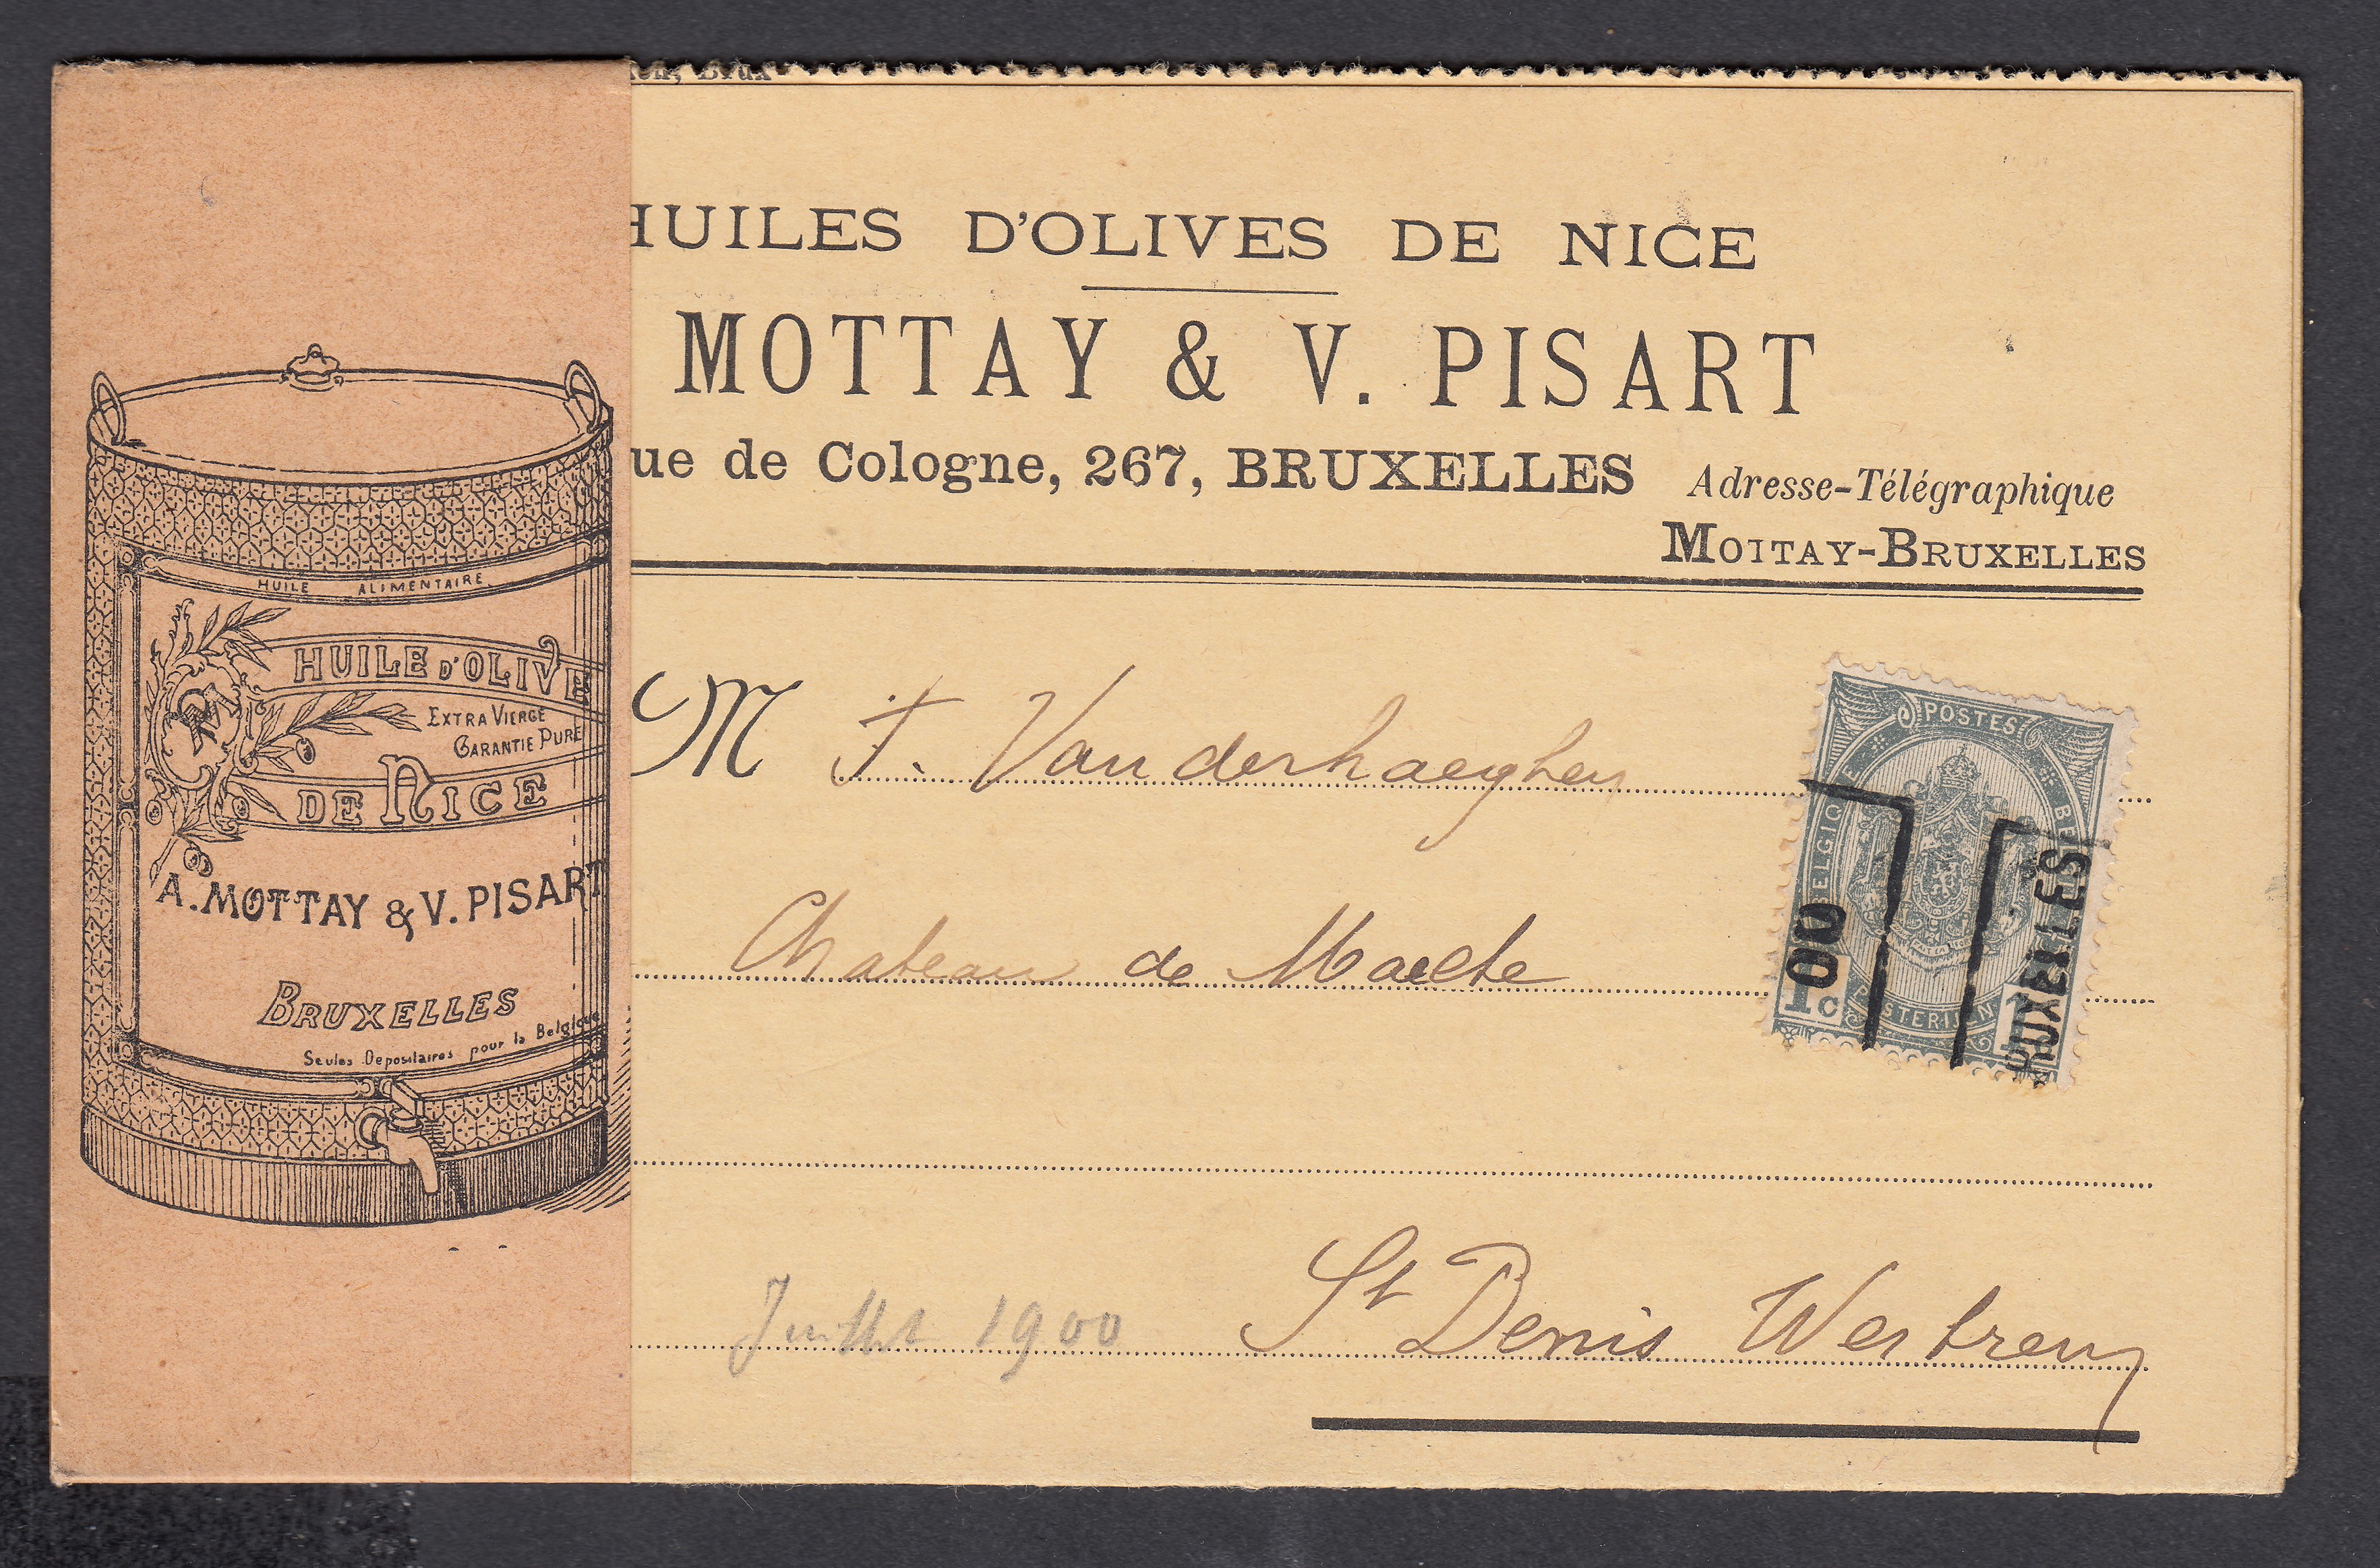 HUILE ALIMENTAIRE.
HUILE D'OLIVE
EXTRA VIERGE
GARANTIE PURE
DE NICE
A. MOTTAY & V. PISART
BRUXELLES
Seules Depositaires pour la Belgique
HUILES D'OLIVES DE NICE
MOTTAY & V. PISART
ue de Cologne, 267, BRUXELLES
Adresse-Télégraphique
MOTTAY-BRUXELLES
M F. Vanderhaeghen
Chateau de Maelte
St Denis Westrem
Juillet 1900
POSTES
BELGIQUE
1c
00
BRUXELLES